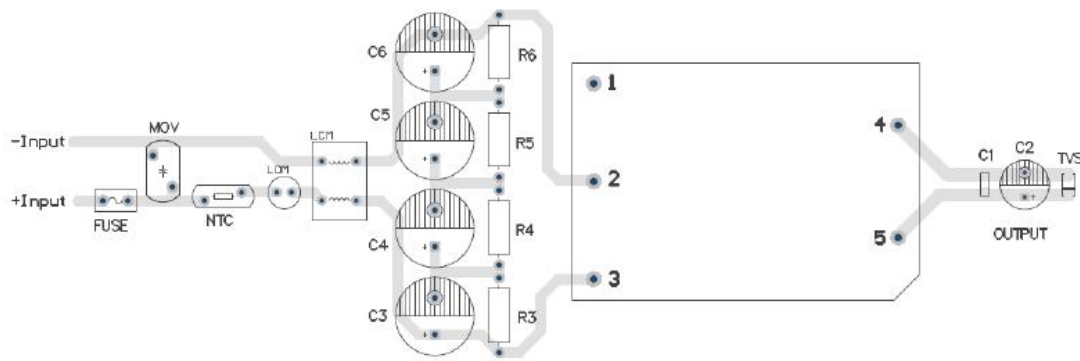 C6
R6
1
C5
MOV
LCM
R5
4
-Input
C1
C2
TVS
LDM
2
+Input
FUSE
NTC
R4
C4
5
OUTPUT
3
C3
R3